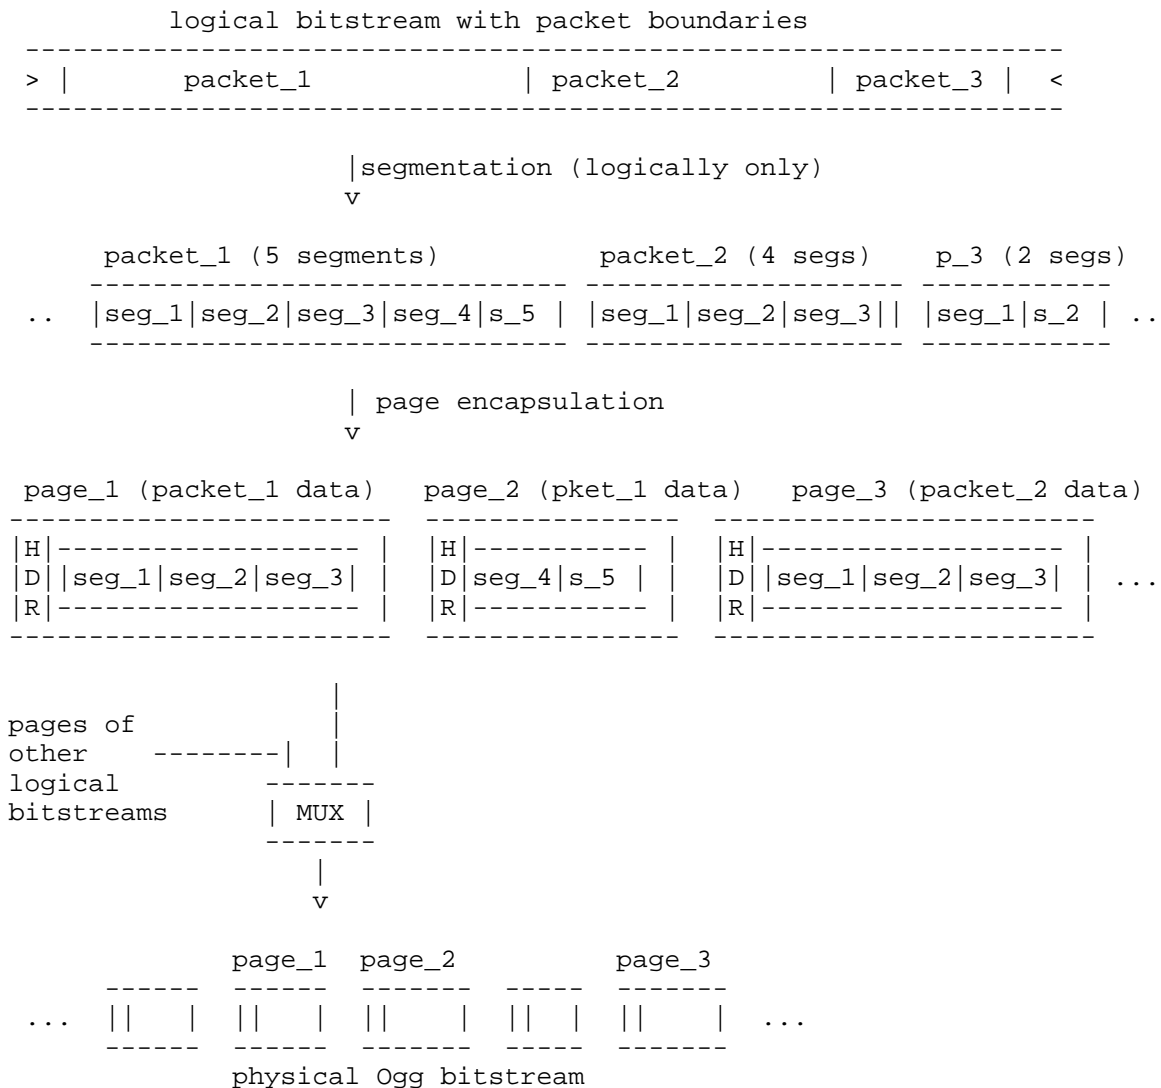 logical bitstream with packet boundaries
-----------------------------------------------------------------
> |       packet_1             | packet_2         | packet_3 |  <
-----------------------------------------------------------------
|segmentation (logically only)
v
packet_1 (5 segments)          packet_2 (4 segs)    p_3 (2 segs)
------------------------------ -------------------- ------------
..  |seg_1|seg_2|seg_3|seg_4|s_5 | |seg_1|seg_2|seg_3|| |seg_1|s_2 | ..
------------------------------ -------------------- ------------
| page encapsulation
v
page_1 (packet_1 data)   page_2 (pket_1 data)   page_3 (packet_2 data)
------------------------  ----------------  ------------------------
|H|------------------- |  |H|----------- |  |H|------------------- |
|D||seg_1|seg_2|seg_3| |  |D|seg_4|s_5 | |  |D||seg_1|seg_2|seg_3| | ...
|R|------------------- |  |R|----------- |  |R|------------------- |
------------------------  ----------------  ------------------------
|
pages of            |
other    --------|  |
logical         -------
bitstreams      | MUX |
-------
|
v
page_1  page_2          page_3
------  ------  -------  -----  -------
...  ||   |  ||   |  ||    |  ||  |  ||    |  ...
------  ------  -------  -----  -------
physical Ogg bitstream